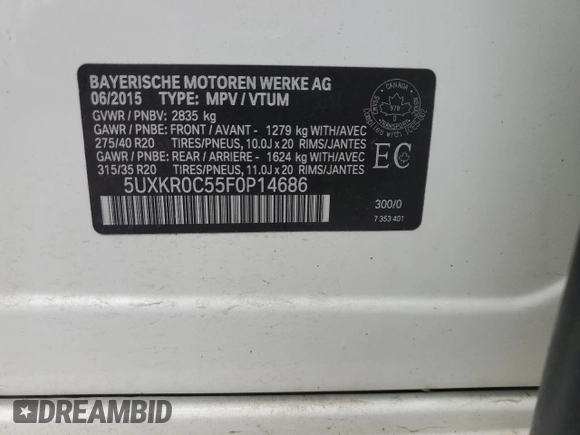 BAYERISCHE MOTOREN WERKE AG
06/2015 TYPE: MPV / VTUM
GVWR / PNBV: 2835 kg
GAWR / PNBE: FRONT / AVANT - 1279 kg WITH/AVEC
275/40 R20 TIRES/PNEUS, 10.0J x 20 RIMS/JANTES
GAWR / PNBE: REAR / ARRIERE - 1624 kg WITH/AVEC
315/35 R20 TIRES/PNEUS, 11.0J x 20 RIMS/JANTES
5UXKR0C55F0P14686
CANADA
978
TRANSPORT
EC
300/0
7 353 401
DREAMBID